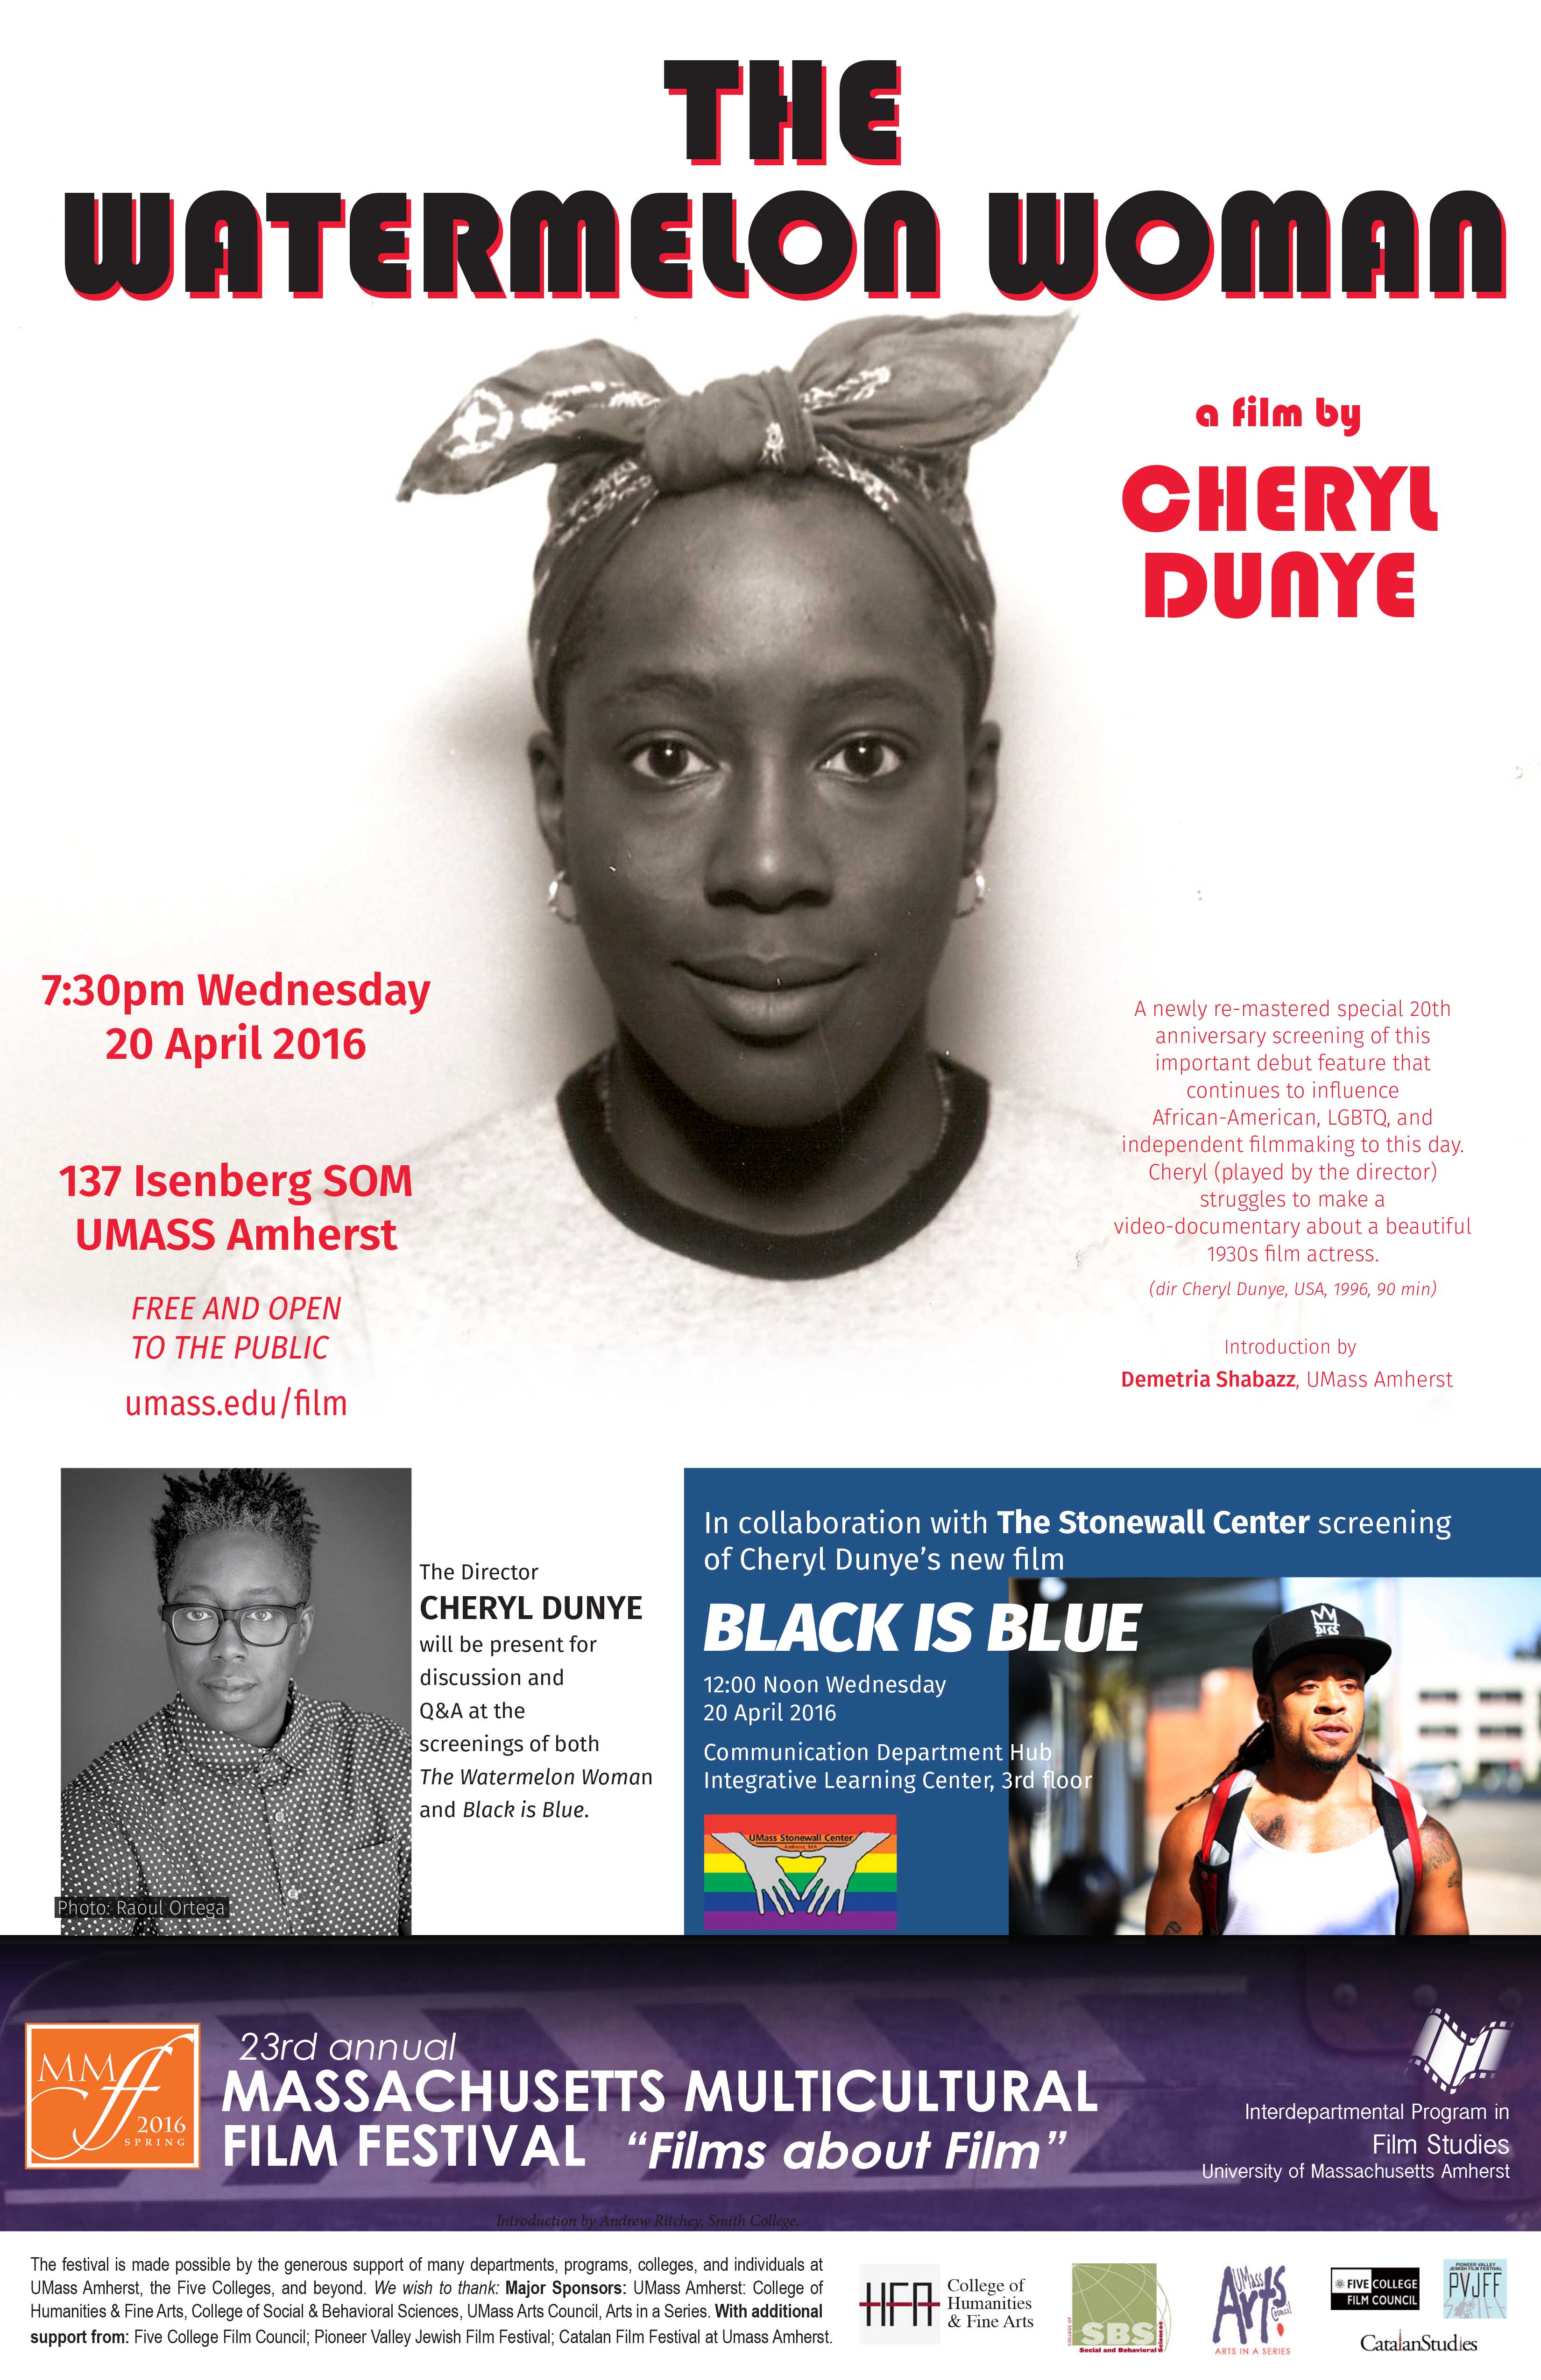 THE
WATERMELON WOMAN
a film by
CHERYL
DUNYE
7:30pm Wednesday
20 April 2016
137 Isenberg SOM
UMASS Amherst
FREE AND OPEN
TO THE PUBLIC
umass.edu/film
A newly re-mastered special 20th
anniversary screening of this
important debut feature that
continues to influence
African-American, LGBTQ, and
independent filmmaking to this day.
Cheryl (played by the director)
struggles to make a
video-documentary about a beautiful
1930s film actress.
(dir Cheryl Dunye, USA, 1996, 90 min)
Introduction by
Demetria Shabazz, UMass Amherst
Photo: Raoul Ortega
The Director
CHERYL DUNYE
will be present for
discussion and
Q&A at the
screenings of both
The Watermelon Woman
and Black is Blue.
In collaboration with The Stonewall Center screening
of Cheryl Dunye's new film
BLACK IS BLUE
12:00 Noon Wednesday
20 April 2016
Communication Department Hub
Integrative Learning Center, 3rd floor
UMass Stonewall Center
Amherst, MA
MMff
2016
SPRING
23rd annual
MASSACHUSETTS MULTICULTURAL
FILM FESTIVAL "Films about Film"
Interdepartmental Program in
Film Studies
University of Massachusetts Amherst
Introduction by Andrew Ritchey, Smith College.
The festival is made possible by the generous support of many departments, programs, colleges, and individuals at
UMass Amherst, the Five Colleges, and beyond. We wish to thank: Major Sponsors: UMass Amherst: College of
Humanities & Fine Arts, College of Social & Behavioral Sciences, UMass Arts Council, Arts in a Series. With additional
support from: Five College Film Council; Pioneer Valley Jewish Film Festival; Catalan Film Festival at Umass Amherst.
HFA
College of
Humanities
& Fine Arts
COLLEGE OF
SBS
Social and Behavioral Sciences
UMass
Arts
Council
ARTS IN A SERIES
FIVE COLLEGE
FILM COUNCIL
PIONEER VALLEY
JEWISH FILM FESTIVAL
PVJFF
CatalanStudies